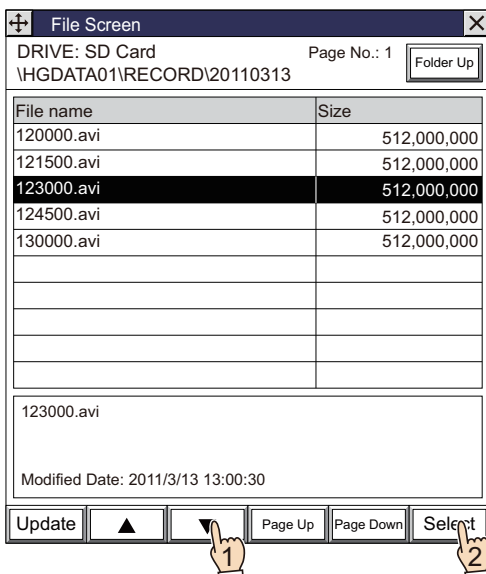 File Screen
DRIVE: SD Card Page No.: 1
\HGDATA01\RECORD\20110313 Folder Up
File name Size
120000.avi 512,000,000
121500.avi 512,000,000
123000.avi 512,000,000
124500.avi 512,000,000
130000.avi 512,000,000
123000.avi
Modified Date: 2011/3/13 13:00:30
Update ▲ ▼ Page Up Page Down Select
1 2